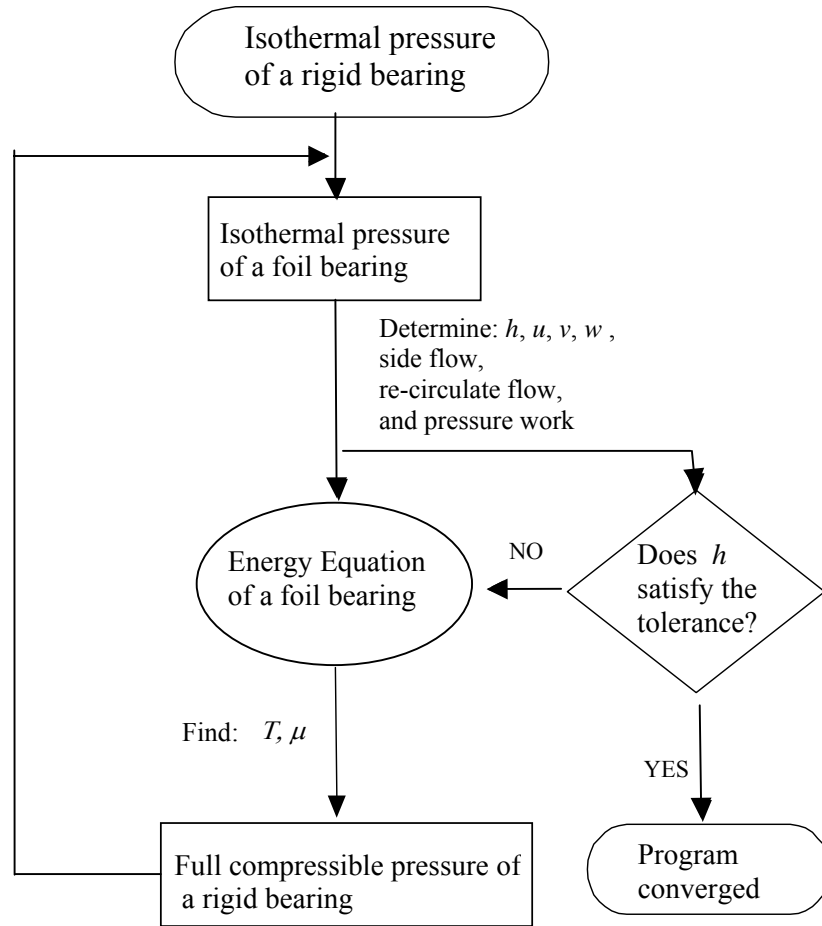 Isothermal pressure
of a rigid bearing
Isothermal pressure
of a foil bearing
Determine: h, u, v, w ,
side flow,
re-circulate flow,
and pressure work
Energy Equation
of a foil bearing
NO
Does h
satisfy the
tolerance?
Find: T, μ
YES
Full compressible pressure of
a rigid bearing
Program
converged